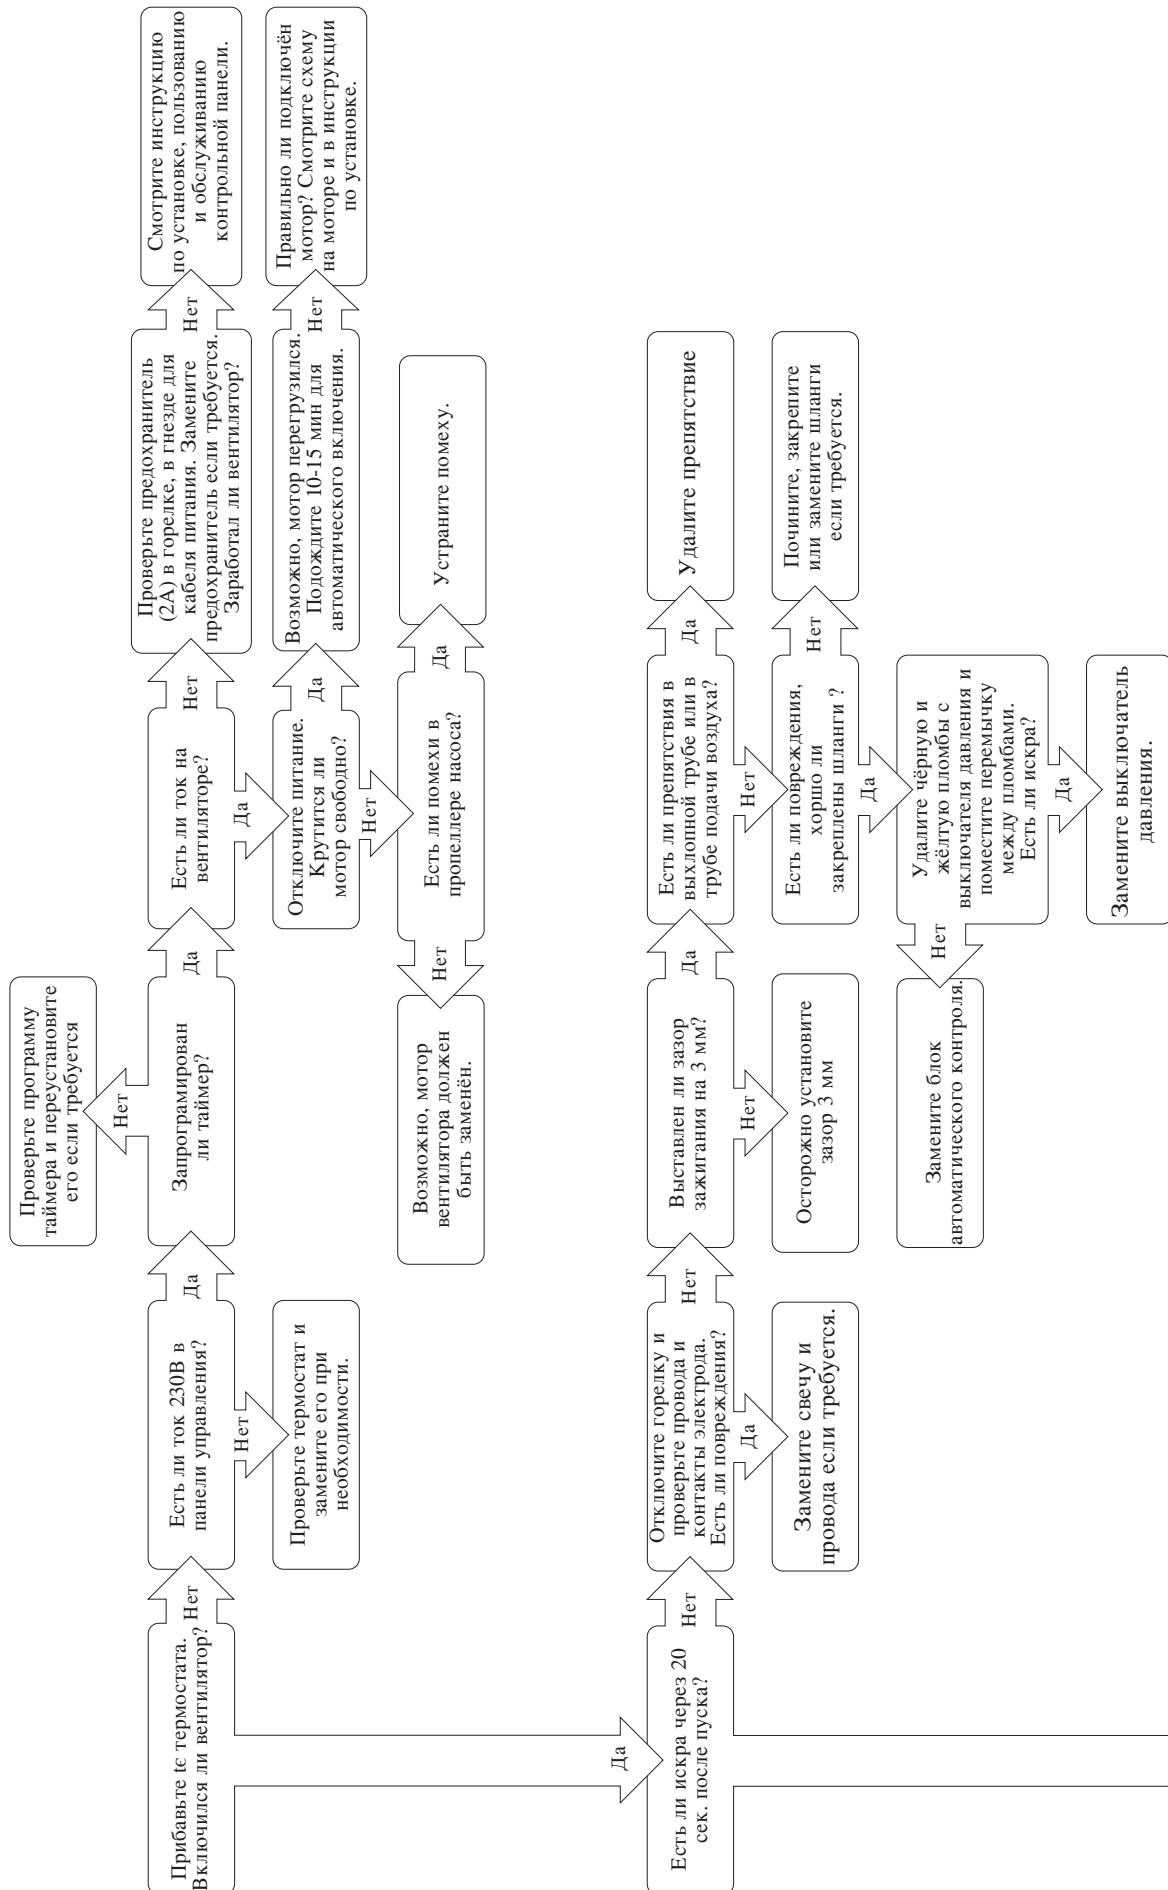 Прибавьте tє термостата.
Включился ли вентилятор?
Нет
Есть ли ток 230В в
панели управления?
Да
Запрограмирован
ли таймер?
Да
Есть ли ток на
вентиляторе?
Нет
Проверьте предохранитель
(2А) в горелке, в гнезде для
кабеля питания. Замените
предохранитель если требуется.
Заработал ли вентилятор?
Нет
Смотрите инструкцию
по установке, пользованию
и обслуживанию
контрольной панели.
Нет
Проверьте программу
таймера и переустановите
его если требуется
Нет
Проверьте термостат и
замените его при
необходимости.
Да
Отключите питание.
Крутится ли
мотор свободно?
Да
Возможно, мотор перегрузился.
Подождите 10-15 мин для
автоматического включения.
Нет
Правильно ли подключён
мотор? Смотрите схему
на моторе и в инструкции
по установке.
Нет
Есть ли помехи в
пропеллере насоса?
Да
Устраните помеху.
Нет
Возможно, мотор
вентилятора должен
быть заменён.
Да
Есть ли искра через 20
сек. после пуска?
Нет
Отключите горелку и
проверьте провода и
контакты электрода.
Есть ли повреждения?
Нет
Выставлен ли зазор
зажигания на 3 мм?
Да
Есть ли препятствия в
выхлопной трубе или в
трубе подачи воздуха?
Да
Удалите препятствие
Да
Замените свечу и
провода если требуется.
Нет
Осторожно установите
зазор 3 мм
Нет
Есть ли повреждения,
хоршо ли
закреплены шланги ?
Нет
Почините, закрепите
или замените шланги
если требуется.
Да
Удалите чёрную и
жёлтую пломбы с
выключателя давления и
поместите перемычку
между пломбами.
Есть ли искра?
Нет
Замените блок
автоматического контроля.
Да
Замените выключатель
давления.